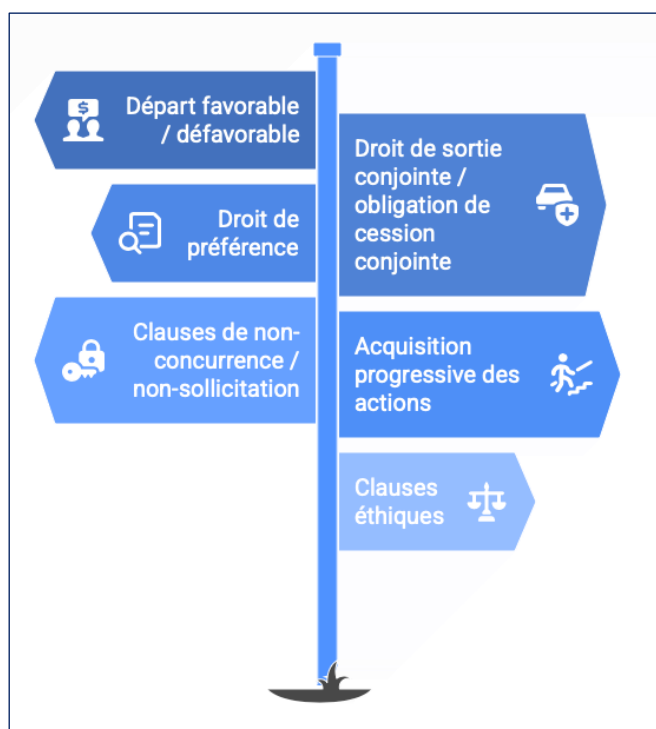 Départ favorable
/ défavorable
Droit de sortie
conjointe /
obligation de
cession
conjointe
Droit de
préférence
Clauses de non-
concurrence /
non-sollicitation
Acquisition
progressive des
actions
Clauses
éthiques
$